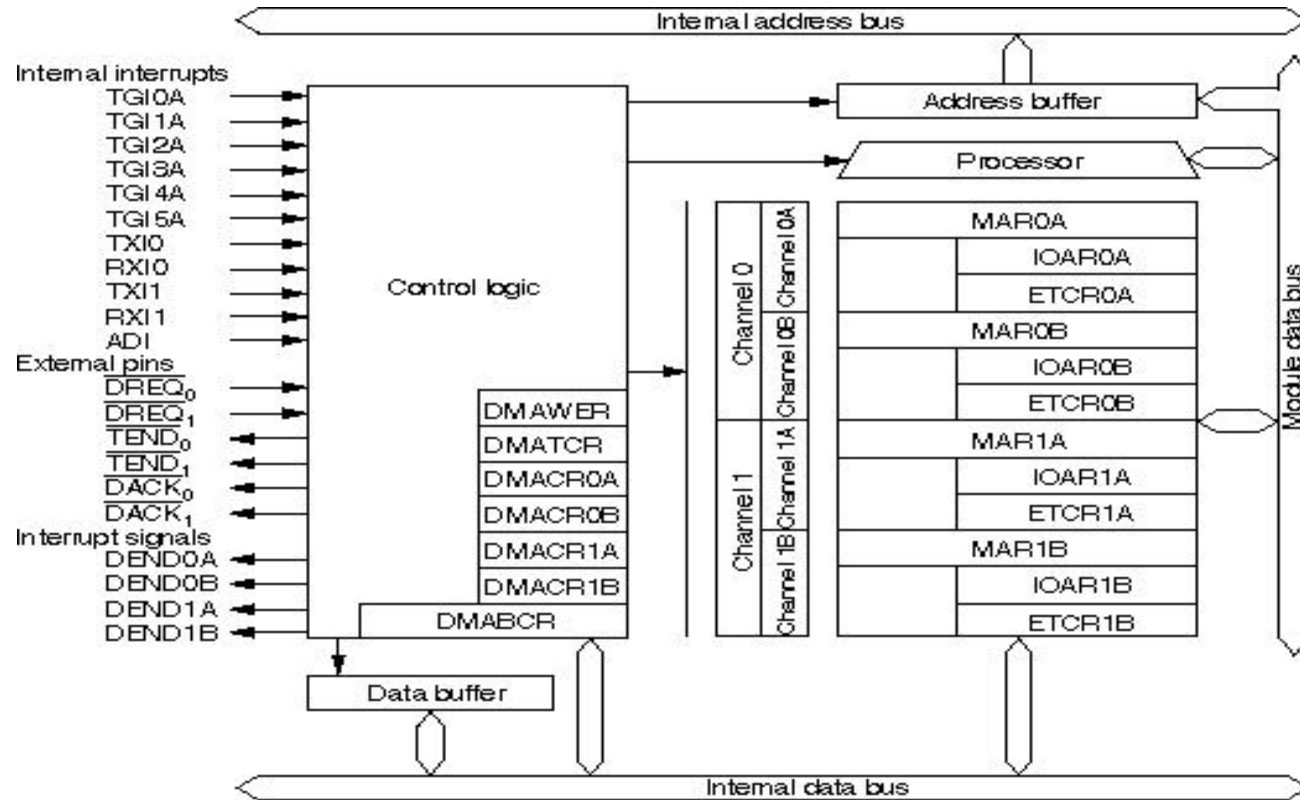 Internal address bus
Internal interrupts
TGI0A
TGI1A
TGI2A
TGI3A
TGI4A
TGI5A
TXI0
RXI0
TXI1
RXI1
ADI
External pins
DREQ0
DREQ1
TEND0
TEND1
DACK0
DACK1
Interrupt signals
DEND0A
DEND0B
DEND1A
DEND1B
Control logic
DMAWER
DMATCR
DMACR0A
DMACR0B
DMACR1A
DMACR1B
DMABCR
Data buffer
Address buffer
Processor
Channel 0
Channel 0A
Channel 0B
Channel 1
Channel 1A
Channel 1B
MAR0A
IOAR0A
ETCR0A
MAR0B
IOAR0B
ETCR0B
MAR1A
IOAR1A
ETCR1A
MAR1B
IOAR1B
ETCR1B
Module data bus
Internal data bus